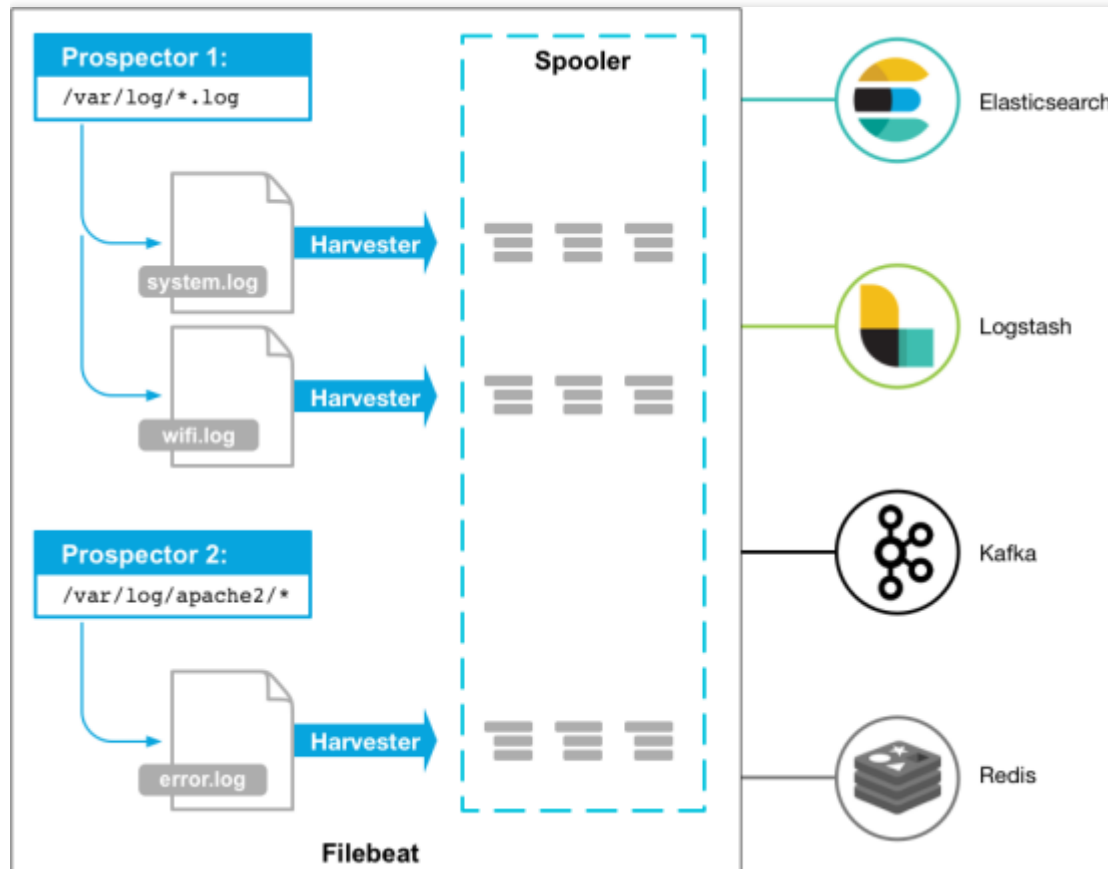 Prospector 1:
/var/log/*.log
Spooler
system.log
Harvester
wifi.log
Harvester
Prospector 2:
/var/log/apache2/*
error.log
Harvester
Filebeat
Elasticsearch
Logstash
Kafka
Redis